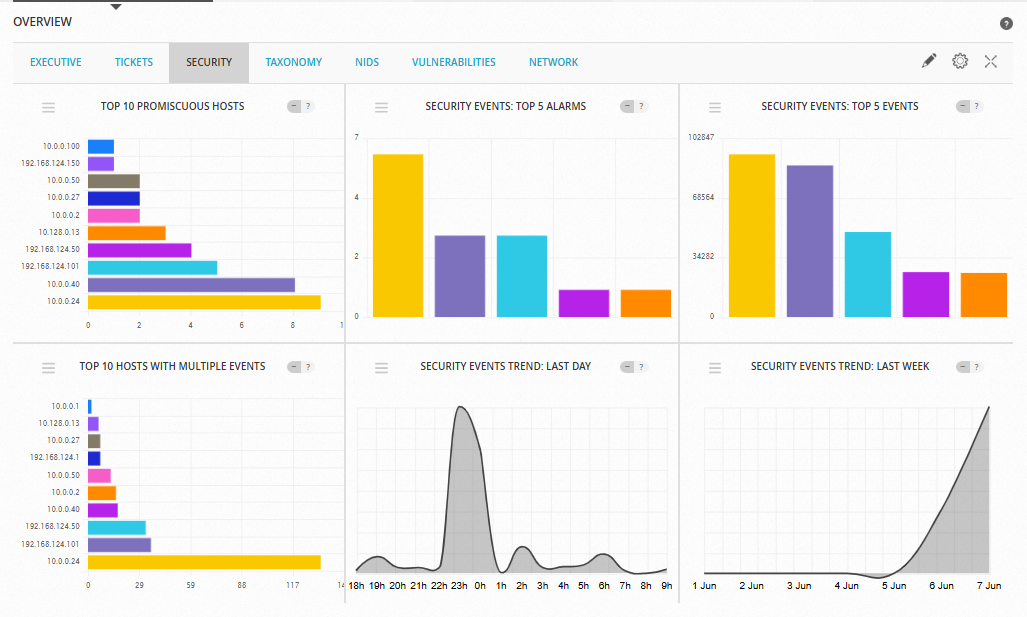 OVERVIEW
?
EXECUTIVE TICKETS SECURITY TAXONOMY NIDS VULNERABILITIES NETWORK
TOP 10 PROMISCUOUS HOSTS
?
10.0.0.100
192.168.124.150
10.0.0.50
10.0.0.27
10.0.0.2
10.128.0.13
192.168.124.50
192.168.124.101
10.0.0.40
10.0.0.24
0 2 4 6 8 1
SECURITY EVENTS: TOP 5 ALARMS
?
7
4
2
0
SECURITY EVENTS: TOP 5 EVENTS
?
102847
68564
34282
0
TOP 10 HOSTS WITH MULTIPLE EVENTS
?
10.0.0.1
10.128.0.13
10.0.0.27
192.168.124.1
10.0.0.50
10.0.0.2
10.0.0.40
192.168.124.50
192.168.124.101
10.0.0.24
0 29 59 88 117 14
SECURITY EVENTS TREND: LAST DAY
?
18h 19h 20h 21h 22h 23h 0h 1h 2h 3h 4h 5h 6h 7h 8h 9h
SECURITY EVENTS TREND: LAST WEEK
?
1 Jun 2 Jun 3 Jun 4 Jun 5 Jun 6 Jun 7 Jun